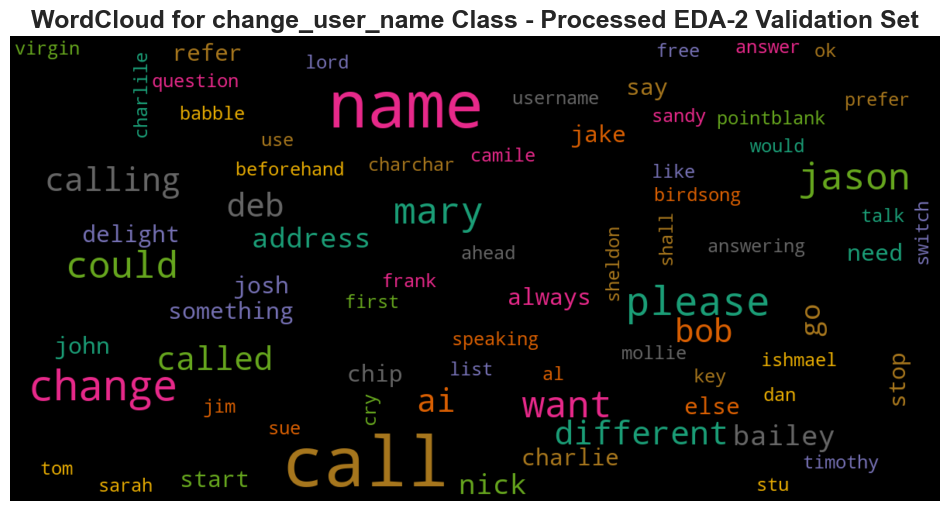 WordCloud for change_user_name Class - Processed EDA-2 Validation Set
virgin
refer
lord
free
answer
ok
charlile
question
babble
name
username
say
prefer
sandy
pointblank
use
jake
would
beforehand
charchar
camile
like
jason
calling
birdsong
deb
mary
talk
switch
delight
address
shall
answering
need
could
ahead
sheldon
josh
frank
first
always
please
something
bob
go
john
called
speaking
mollie
ishmael
change
chip
list
al
key
stop
jim
cry
ai
want
else
dan
sue
different
bailey
call
charlie
timothy
tom
sarah
start
nick
stu